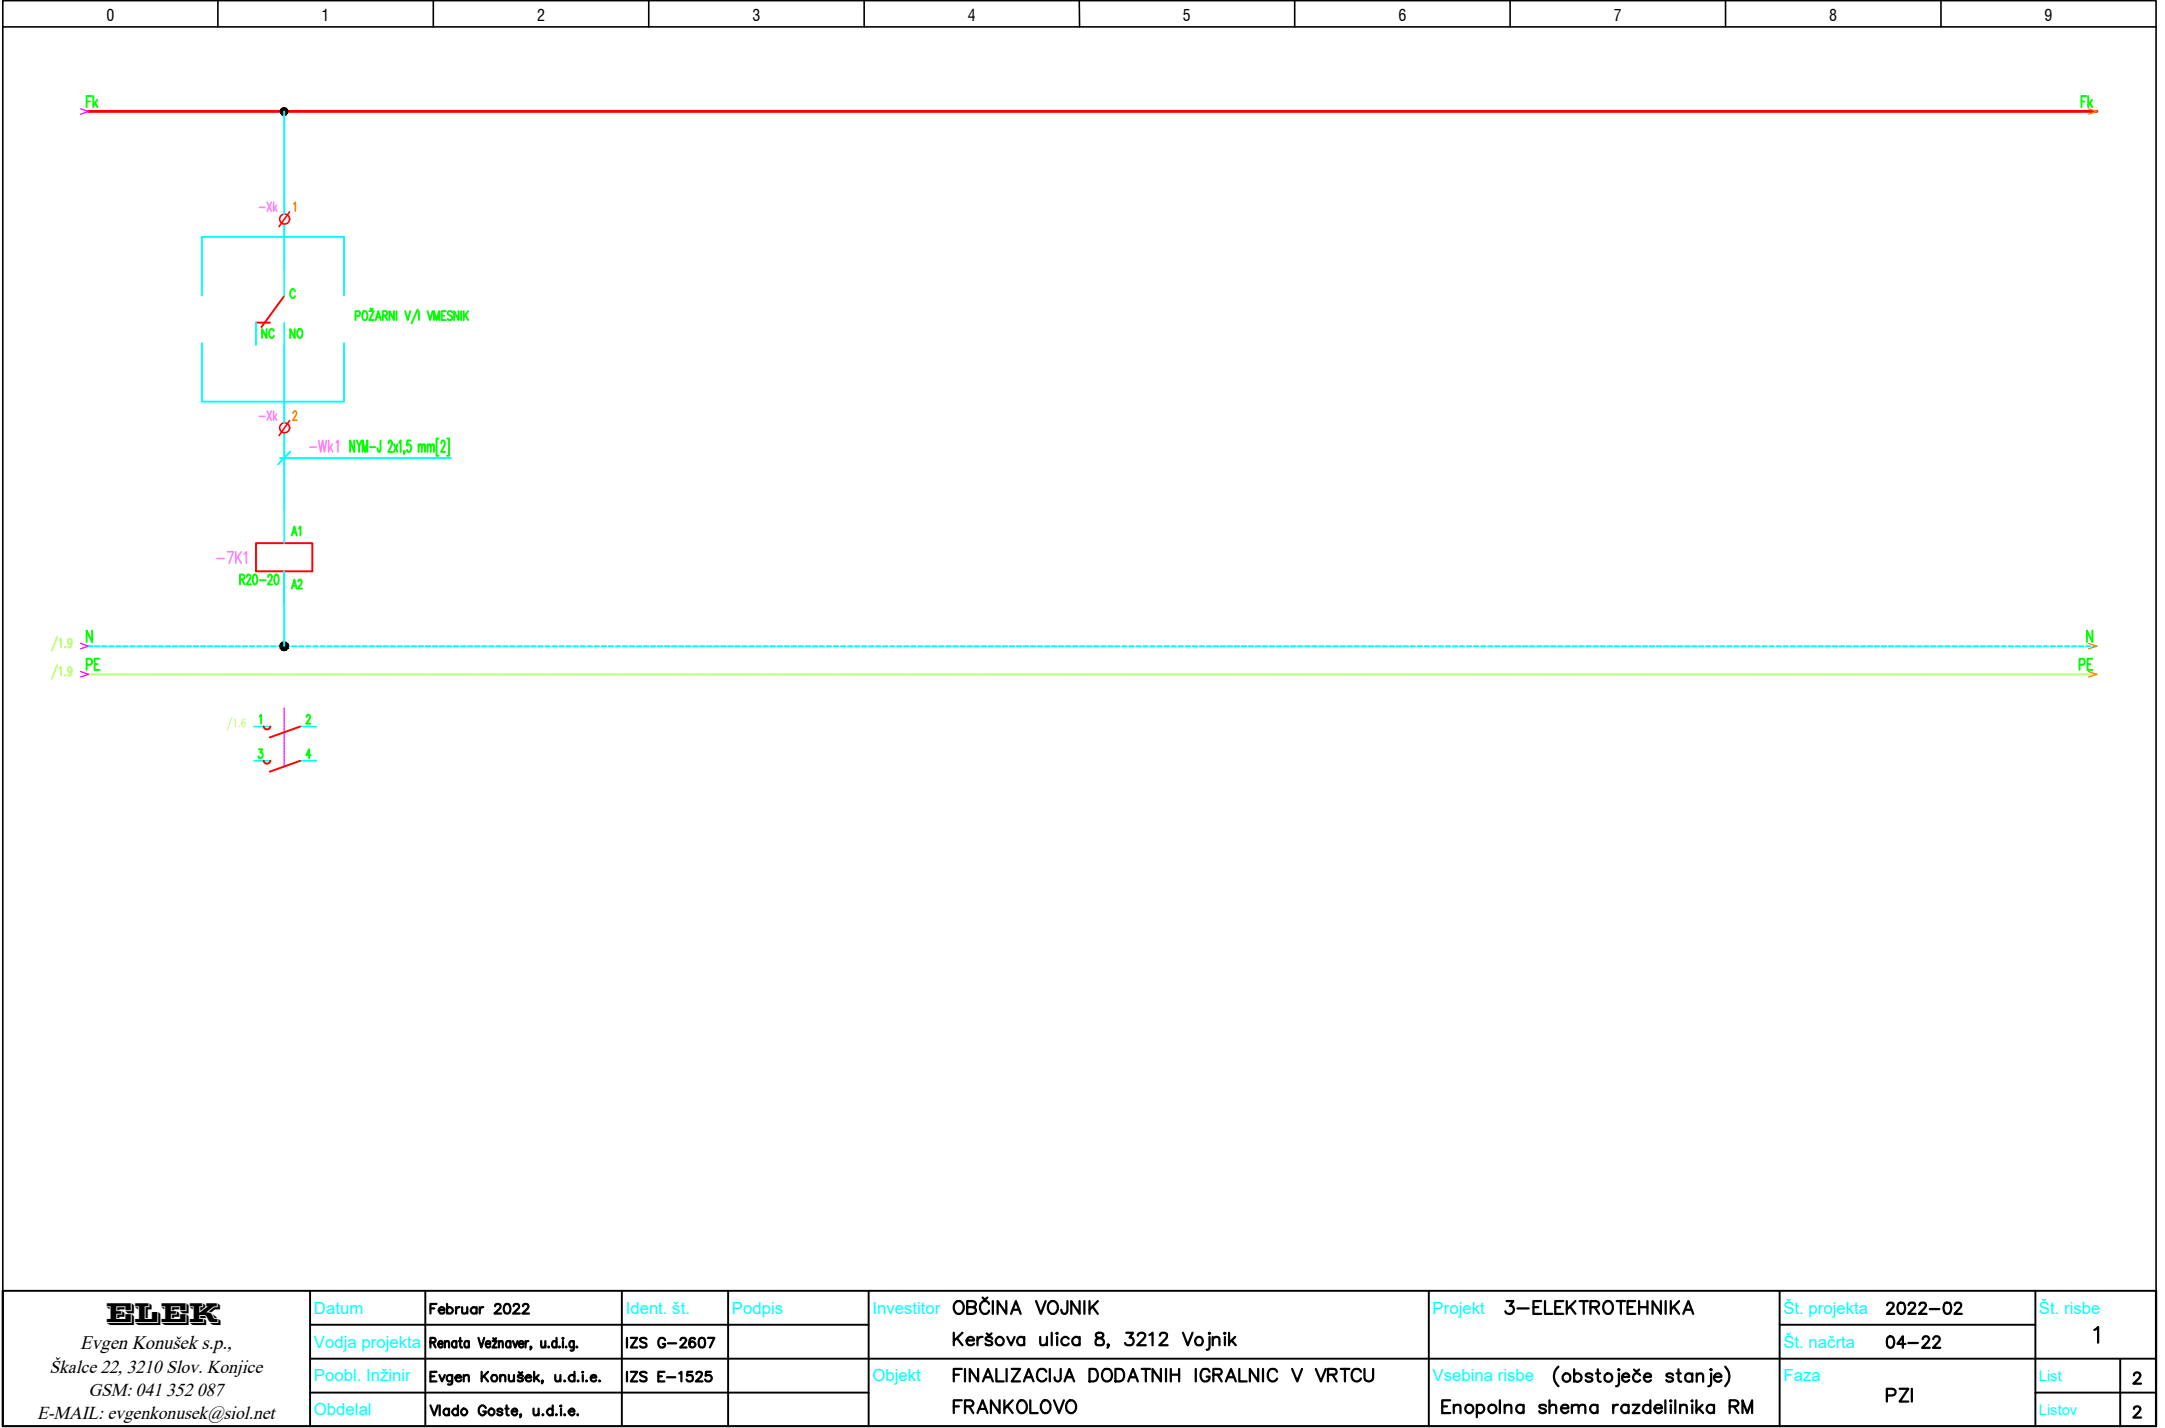 0 1 2 3 4 5 6 7 8 9
Fk Fk
-Xk 1
C
POŽARNI V/I VMESNIK
NC NO
-Xk 2
-Wk1 NYM-J 2x1,5 mm[2]
A1
-7K1
R20-20 A2
/1.9 N N
/1.9 PE PE
/1.6 1 2
3 4
ELEK
Evgen Konušek s.p.,
Škalce 22, 3210 Slov. Konjice
GSM: 041 352 087
E-MAIL: evgenkonusek@siol.net
Datum Februar 2022 Ident. št. Podpis
Vodja projekta Renata Vežnaver, u.d.i.g. IZS G-2607
Poobl. Inžinir Evgen Konušek, u.d.i.e. IZS E-1525
Obdelal Vlado Goste, u.d.i.e.
Investitor OBČINA VOJNIK
Keršova ulica 8, 3212 Vojnik
Objekt FINALIZACIJA DODATNIH IGRALNIC V VRTCU
FRANKOLOVO
Projekt 3-ELEKTROTEHNIKA
Vsebina risbe (obstoječe stanje)
Enopolna shema razdelilnika RM
Št. projekta 2022-02
Št. načrta 04-22
Faza
PZI
Št. risbe
1
List 2
Listov 2